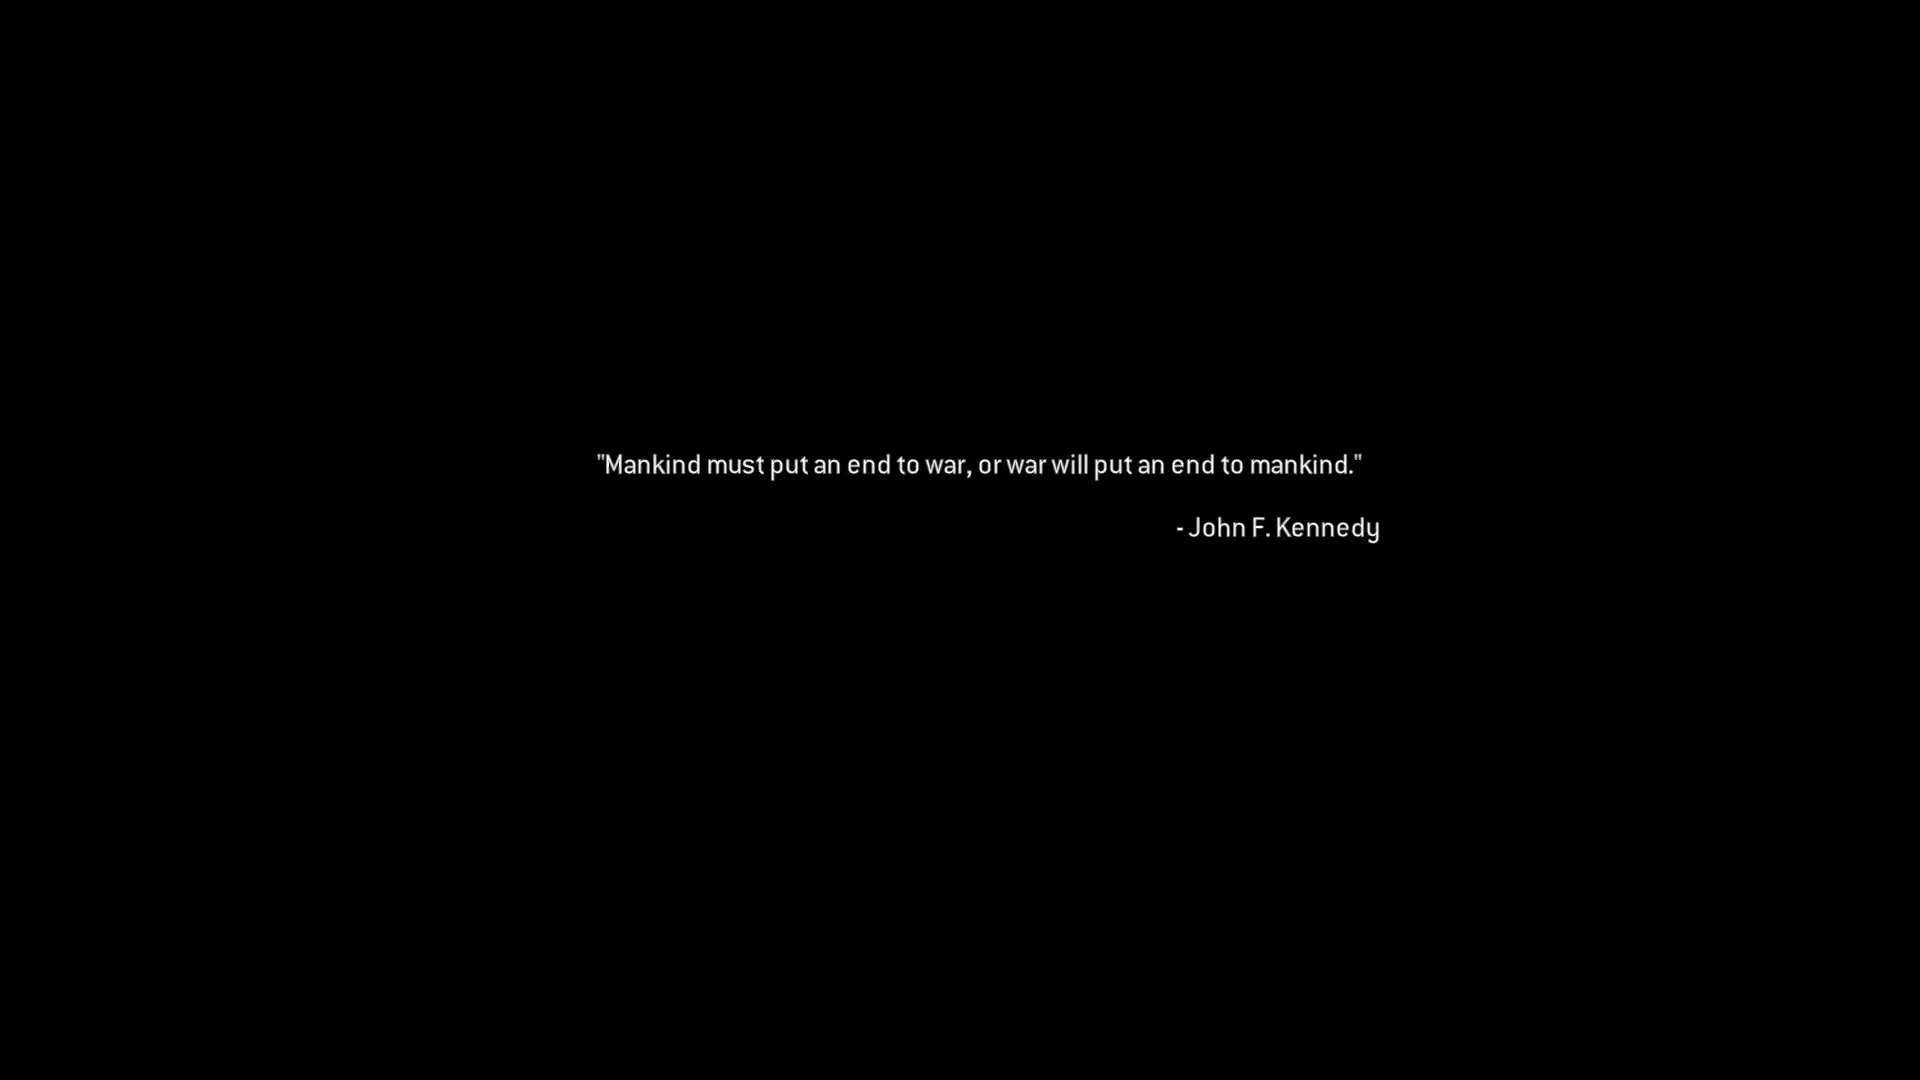 "Mankind must put an end to war, or war will put an end to mankind."
- John F. Kennedy